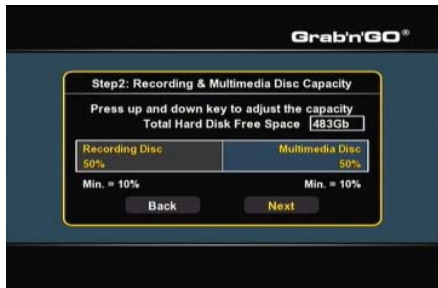 Grab'n'GO®
Step2: Recording & Multimedia Disc Capacity
Press up and down key to adjust the capacity
Total Hard Disk Free Space 483Gb
Recording Disc Multimedia Disc
50% 50%
Min. = 10% Min. = 10%
Back Next